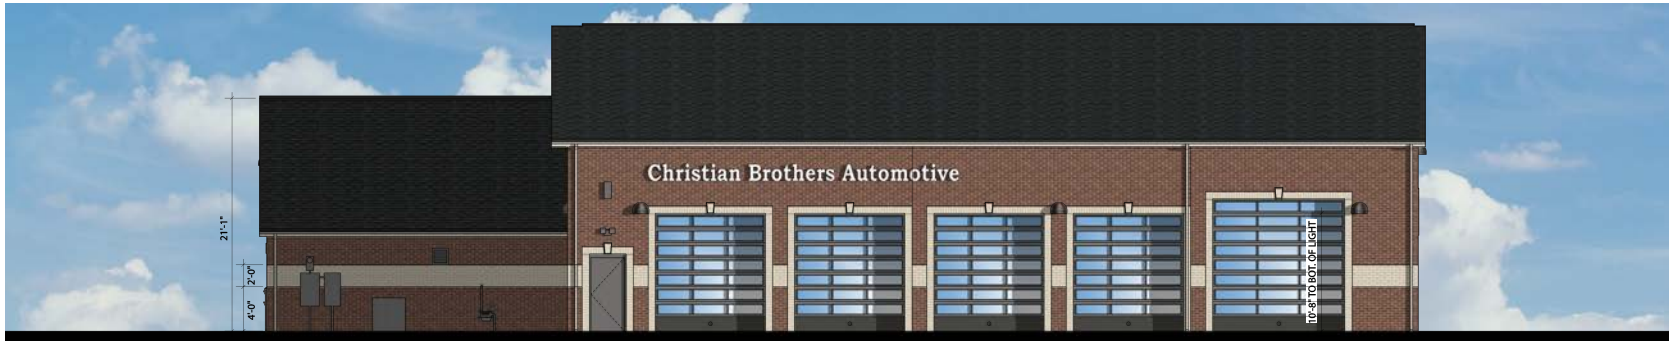 Christian Brothers Automotive
21'-1"
2'-0"
4'-0"
10'-8" TO BOT. OF LIGHT